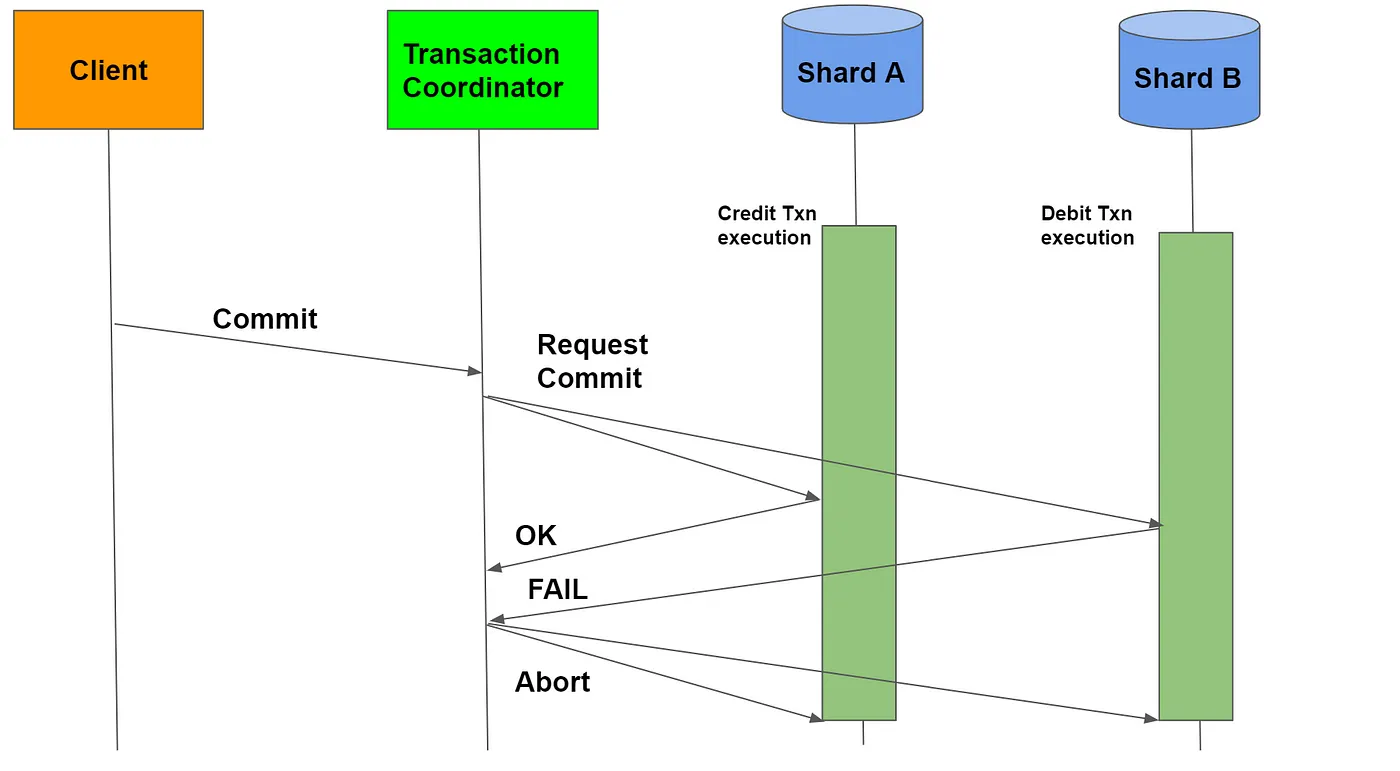 Client
Transaction
Coordinator
Shard A
Shard B
Credit Txn
execution
Debit Txn
execution
Commit
Request
Commit
OK
FAIL
Abort